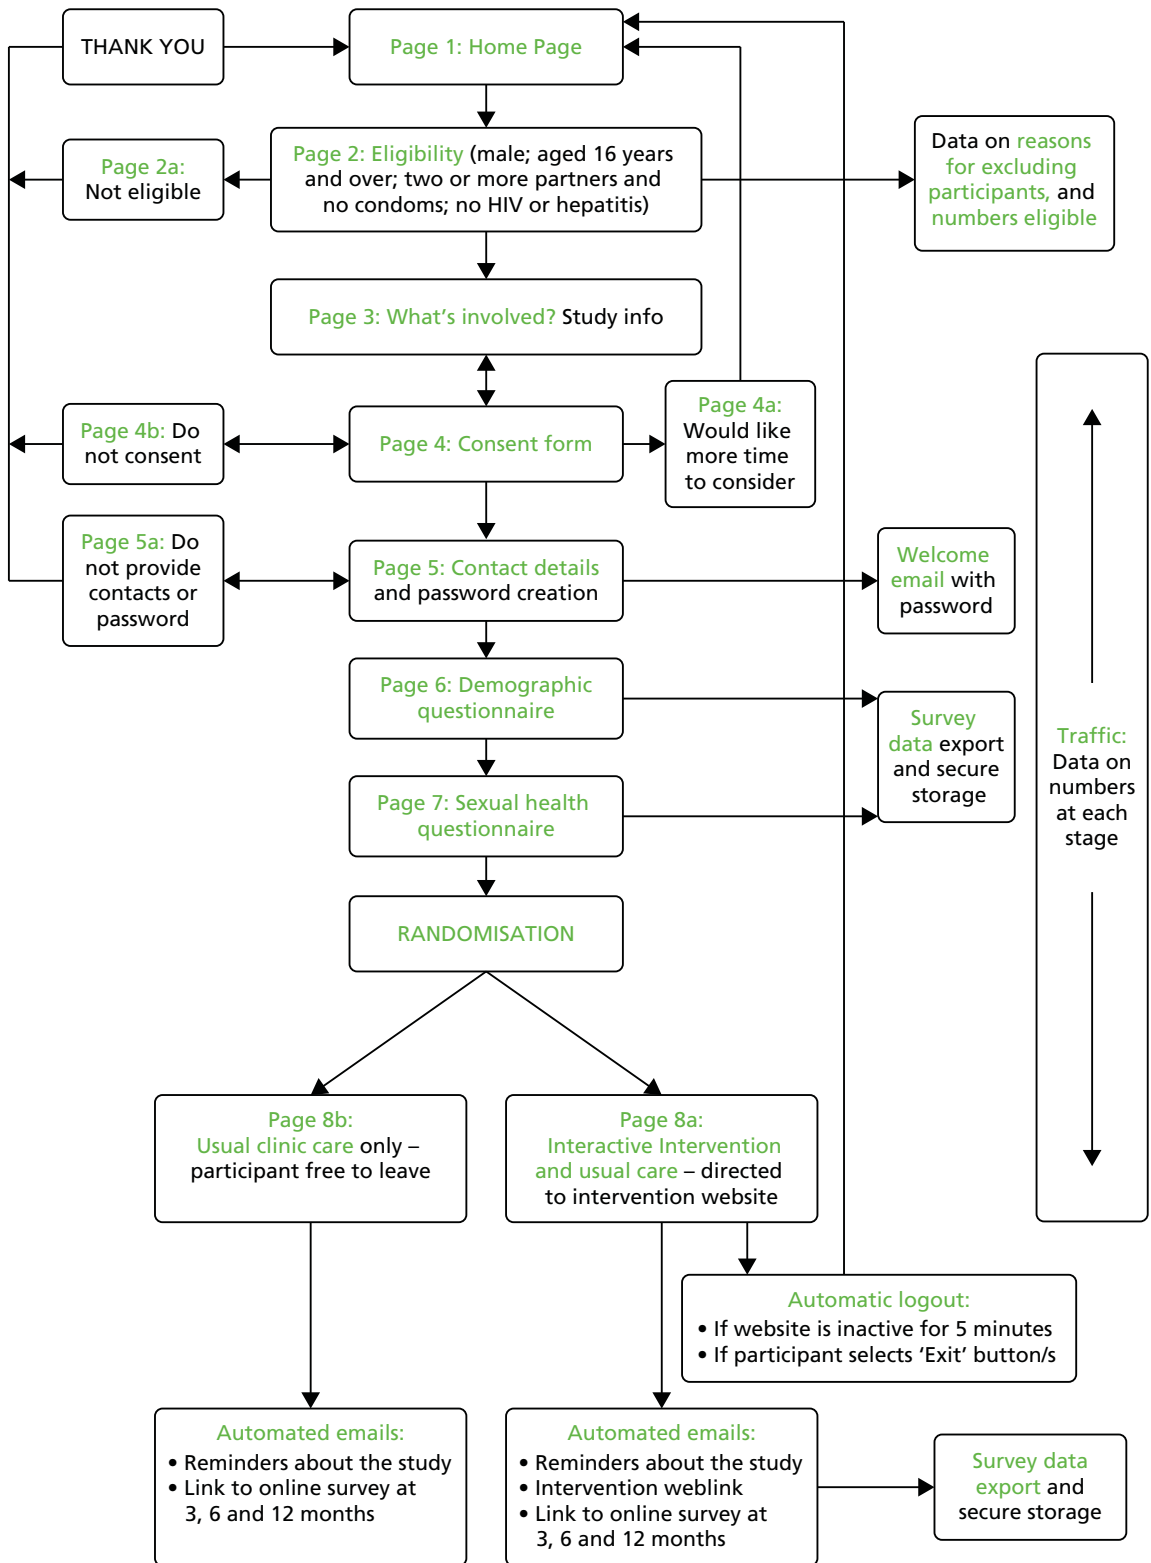 THANK YOU
Page 1: Home Page
Page 2a:
Not eligible
Page 2: Eligibility (male; aged 16 years
and over; two or more partners and
no condoms; no HIV or hepatitis)
Data on reasons
for excluding
participants, and
numbers eligible
Page 3: What's involved? Study info
Page 4b: Do
not consent
Page 4: Consent form
Page 4a:
Would like
more time
to consider
Page 5a: Do
not provide
contacts or
password
Page 5: Contact details
and password creation
Welcome
email with
password
Page 6: Demographic
questionnaire
Survey
data export
and secure
storage
Traffic:
Data on
numbers
at each
stage
Page 7: Sexual health
questionnaire
RANDOMISATION
Page 8b:
Usual clinic care only –
participant free to leave
Page 8a:
Interactive Intervention
and usual care – directed
to intervention website
Automatic logout:
• If website is inactive for 5 minutes
• If participant selects ‘Exit’ button/s
Automated emails:
• Reminders about the study
• Link to online survey at
3, 6 and 12 months
Automated emails:
• Reminders about the study
• Intervention weblink
• Link to online survey at
3, 6 and 12 months
Survey data
export and
secure storage